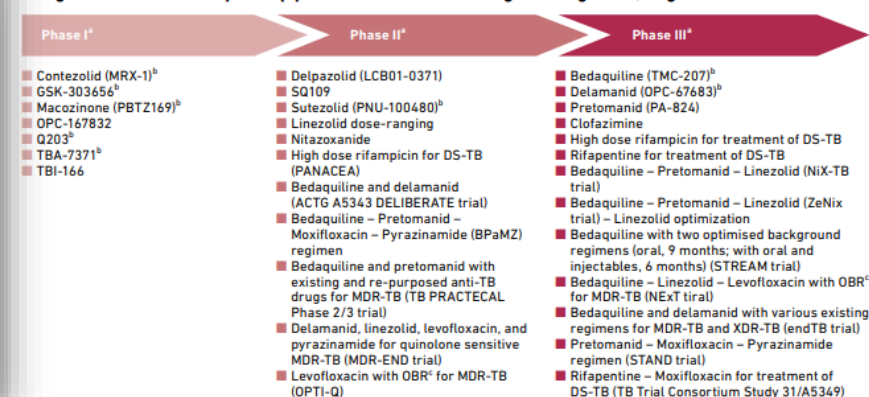 Phase Iᵃ
Contezolid (MRX-1)ᵇ
GSK-303656ᵇ
Macozinone (PBTZ169)ᵇ
OPC-167832
Q203ᵇ
TBA-7371ᵇ
TBI-166
Phase IIᵃ
Delpazolid (LCB01-0371)
SQ109
Sutezolid (PNU-100480)ᵇ
Linezolid dose-ranging
Nitazoxanide
High dose rifampicin for DS-TB
(PANACEA)
Bedaquiline and delamanid
(ACTG A5343 DELIBERATE trial)
Bedaquiline – Pretomanid –
Moxifloxacin – Pyrazinamide (BPaMZ)
regimen
Bedaquiline and pretomanid with
existing and re-purposed anti-TB
drugs for MDR-TB (TB PRACTECAL
Phase 2/3 trial)
Delamanid, linezolid, levofloxacin, and
pyrazinamide for quinolone sensitive
MDR-TB (MDR-END trial)
Levofloxacin with OBRᶜ for MDR-TB
(OPTI-Q)
Phase IIIᵃ
Bedaquiline (TMC-207)ᵇ
Delamanid (OPC-67683)ᵇ
Pretomanid (PA-824)
Clofazimine
High dose rifampicin for treatment of DS-TB
Rifapentine for treatment of DS-TB
Bedaquiline – Pretomanid – Linezolid (NiX-TB
trial)
Bedaquiline – Pretomanid – Linezolid (ZeNix
trial) – Linezolid optimization
Bedaquiline with two optimised background
regimens (oral, 9 months; with oral and
injectables, 6 months) (STREAM trial)
Bedaquiline – Linezolid – Levofloxacin with OBRᶜ
for MDR-TB (NExT tiral)
Bedaquiline and delamanid with various existing
regimens for MDR-TB and XDR-TB (endTB trial)
Pretomanid – Moxifloxacin – Pyrazinamide
regimen (STAND trial)
Rifapentine – Moxifloxacin for treatment of
DS-TB (TB Trial Consortium Study 31/A5349)